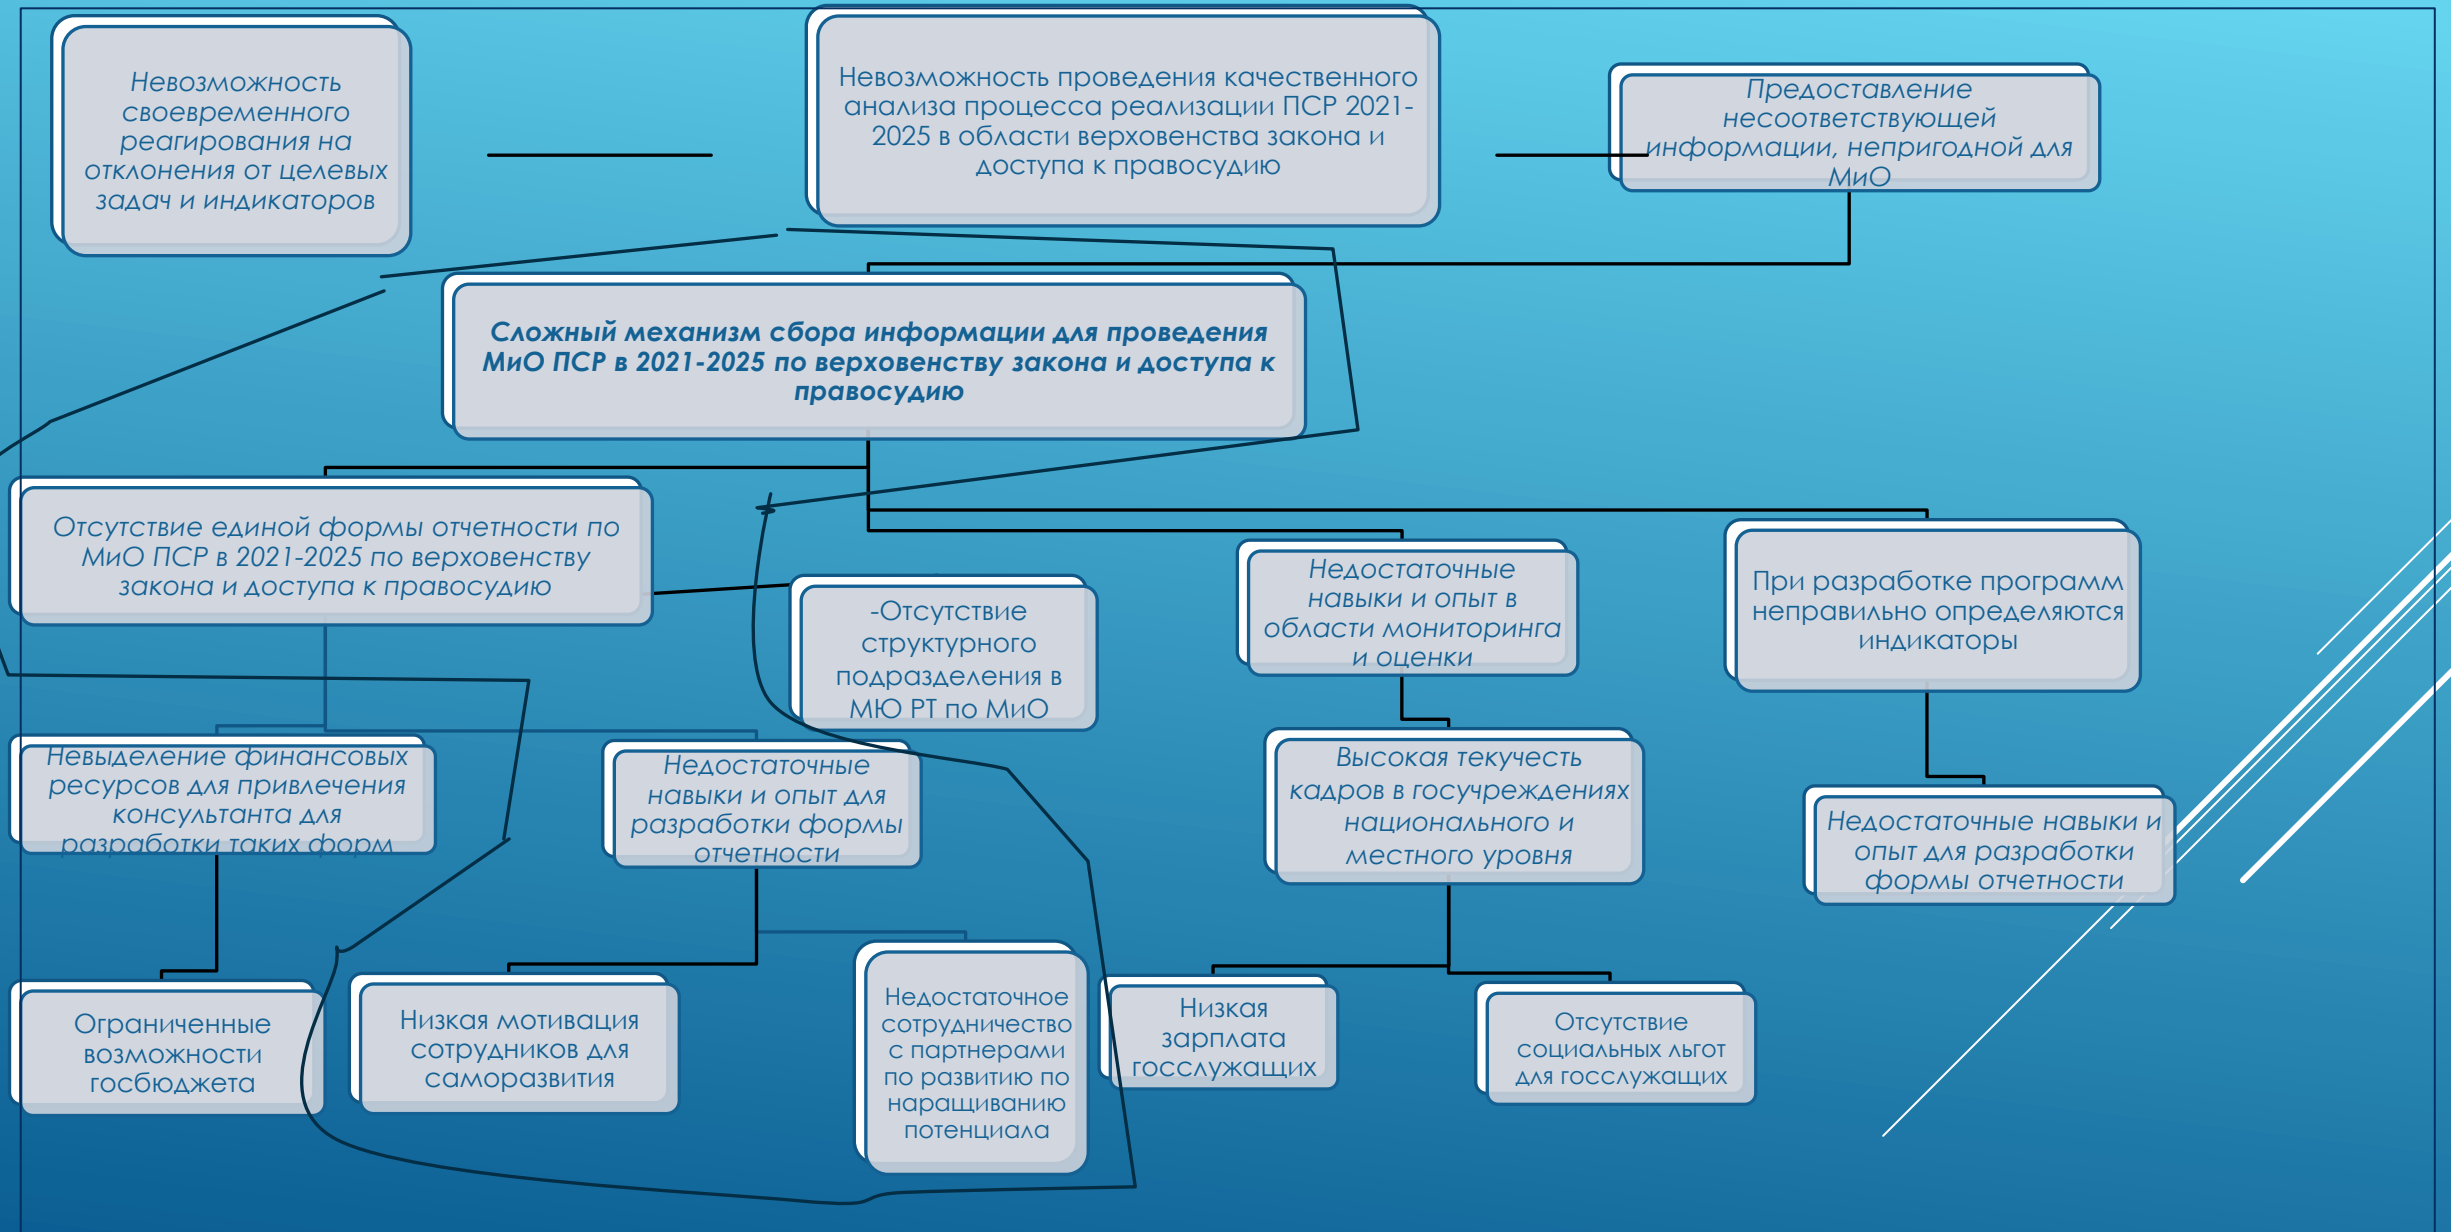 Невозможность
своевременного
реагирования на
отклонения от целевых
задач и индикаторов
Невозможность проведения качественного
анализа процесса реализации ПСР 2021-
2025 в области верховенства закона и
доступа к правосудию
Предоставление
несоответствующей
информации, непригодной для
МиО
Сложный механизм сбора информации для проведения
МиО ПСР в 2021-2025 по верховенству закона и доступа к
правосудию
Отсутствие единой формы отчетности по
МиО ПСР в 2021-2025 по верховенству
закона и доступа к правосудию
-Отсутствие
структурного
подразделения в
МЮ РТ по МиО
Недостаточные
навыки и опыт в
области мониторинга
и оценки
При разработке программ
неправильно определяются
индикаторы
Невыделение финансовых
ресурсов для привлечения
консультанта для
разработки таких форм
Недостаточные
навыки и опыт для
разработки формы
отчетности
Высокая текучесть
кадров в госучреждениях
национального и
местного уровня
Недостаточные навыки и
опыт для разработки
формы отчетности
Ограниченные
возможности
госбюджета
Низкая мотивация
сотрудников для
саморазвития
Недостаточное
сотрудничество
с партнерами
по развитию по
наращиванию
потенциала
Низкая
зарплата
госслужащих
Отсутствие
социальных льгот
для госслужащих